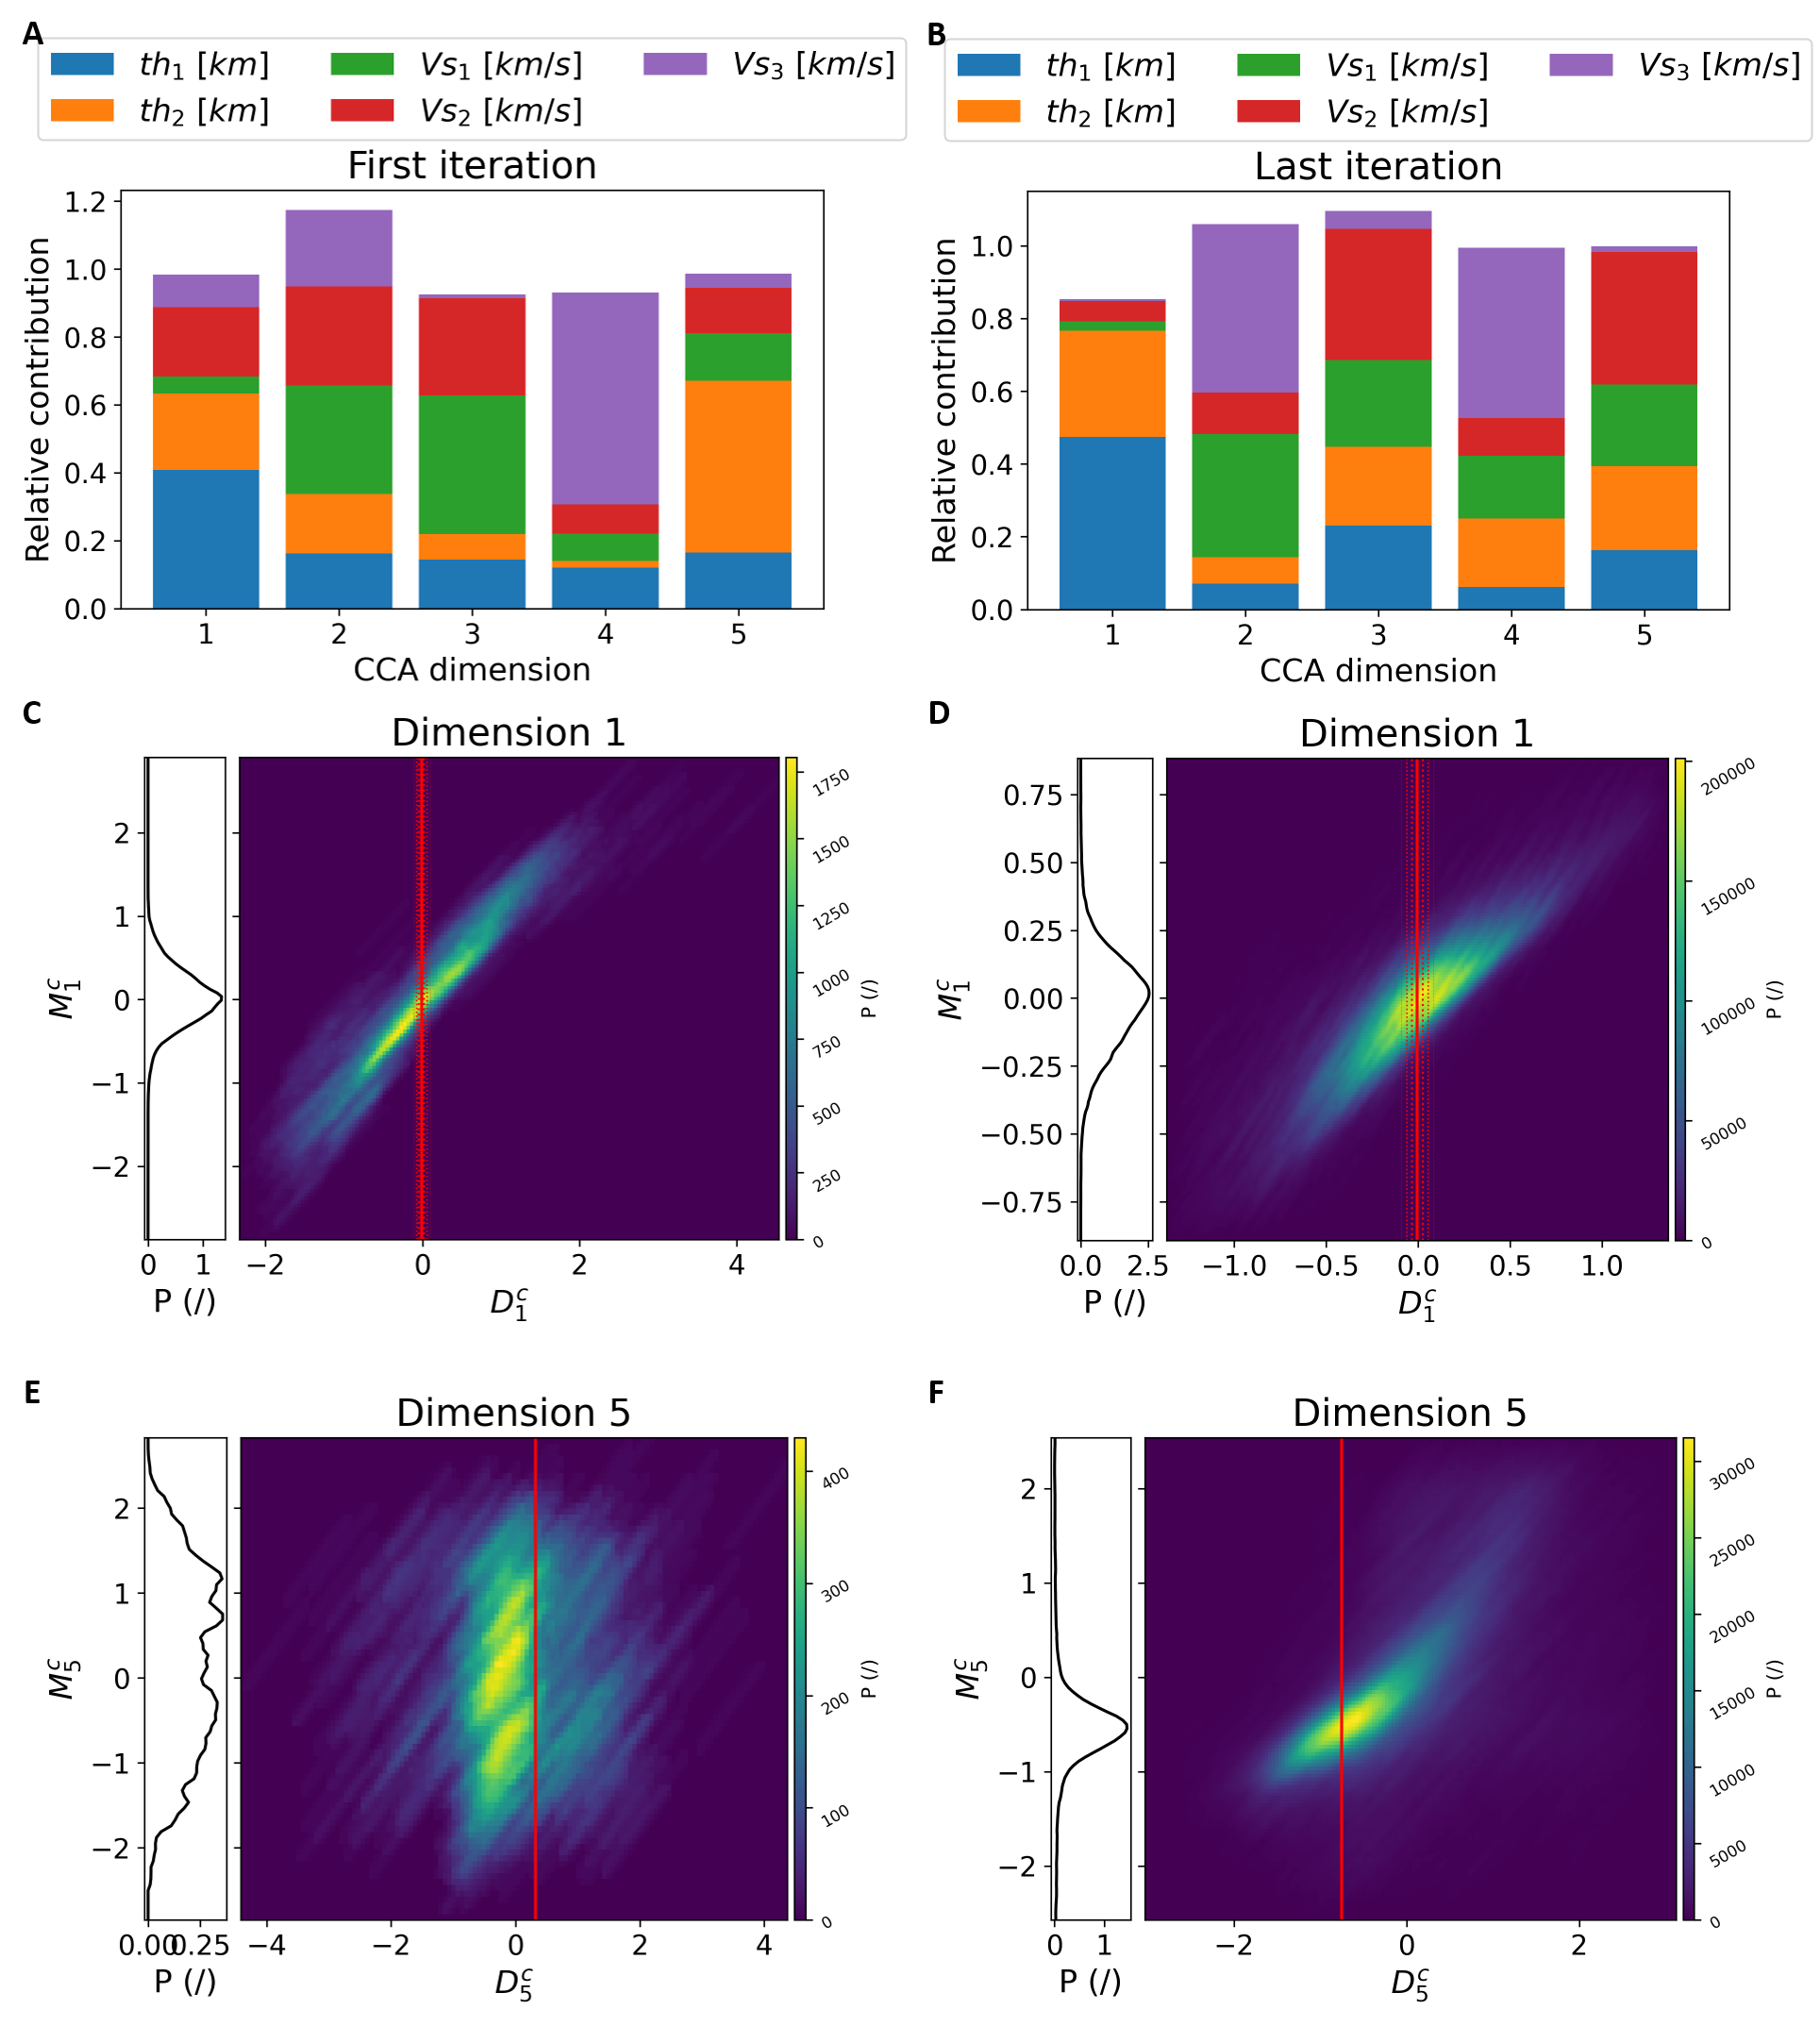 A
th₁ [km] Vs₁ [km/s] Vs₃ [km/s]
th₂ [km] Vs₂ [km/s]
First iteration
Relative contribution
1.2
1.0
0.8
0.6
0.4
0.2
0.0
1 2 3 4 5
CCA dimension
B
th₁ [km] Vs₁ [km/s] Vs₃ [km/s]
th₂ [km] Vs₂ [km/s]
Last iteration
Relative contribution
1.0
0.8
0.6
0.4
0.2
0.0
1 2 3 4 5
CCA dimension
C
Dimension 1
M₁ᶜ
2
1
0
−1
−2
0 1
P (/)
−2 0 2 4
D₁ᶜ
1750
1500
1250
1000
750
500
250
0
P (/)
D
Dimension 1
M₁ᶜ
0.75
0.50
0.25
0.00
−0.25
−0.50
−0.75
0.0 2.5
P (/)
−1.0 −0.5 0.0 0.5 1.0
D₁ᶜ
200000
150000
100000
50000
0
P (/)
E
Dimension 5
M₅ᶜ
2
1
0
−1
−2
0.00 0.25
P (/)
−4 −2 0 2 4
D₅ᶜ
400
300
200
100
0
P (/)
F
Dimension 5
M₅ᶜ
2
1
0
−1
−2
0 1
P (/)
−2 0 2
D₅ᶜ
30000
25000
20000
15000
10000
5000
0
P (/)